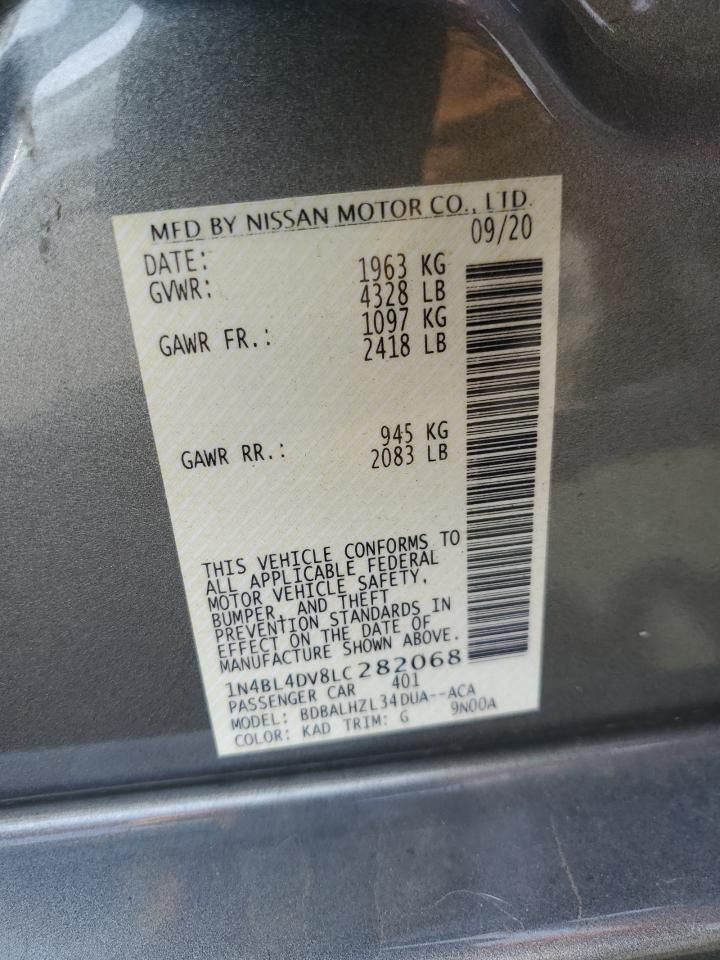 MFD BY NISSAN MOTOR CO., LTD.
09/20
DATE:
1963 KG
GVWR:
4328 LB
1097 KG
GAWR FR.:
2418 LB
945 KG
GAWR RR.:
2083 LB
THIS VEHICLE CONFORMS TO
ALL APPLICABLE FEDERAL
MOTOR VEHICLE SAFETY,
BUMPER, AND THEFT
PREVENTION STANDARDS IN
EFFECT ON THE DATE OF
MANUFACTURE SHOWN ABOVE.
1N4BL4DV8LC282068
PASSENGER CAR 401
MODEL: BDBALHZL34DUA--ACA
COLOR: KAD TRIM: G 9N00A